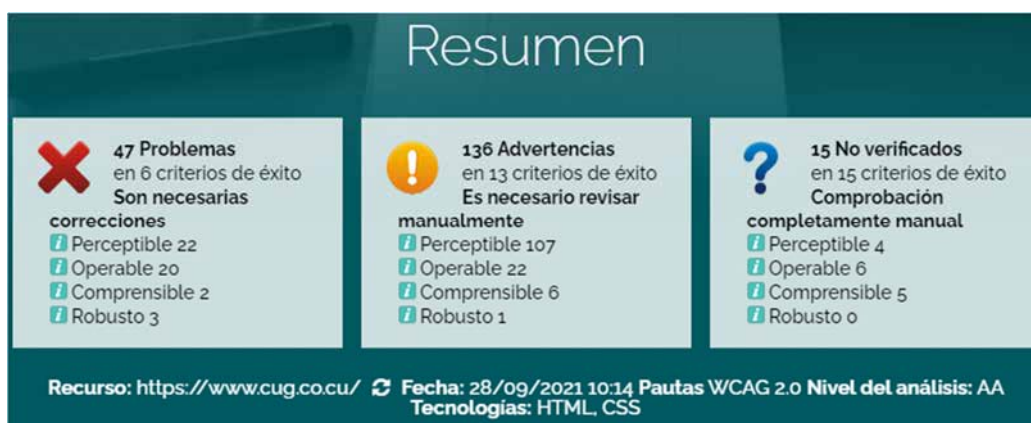 Resumen
47 Problemas
en 6 criterios de éxito
Son necesarias
correcciones
Perceptible 22
Operable 20
Comprensible 2
Robusto 3
136 Advertencias
en 13 criterios de éxito
Es necesario revisar
manualmente
Perceptible 107
Operable 22
Comprensible 6
Robusto 1
15 No verificados
en 15 criterios de éxito
Comprobación
completamente manual
Perceptible 4
Operable 6
Comprensible 5
Robusto 0
Recurso: https://www.cug.co.cu/ Fecha: 28/09/2021 10:14 Pautas WCAG 2.0 Nivel del análisis: AA
Tecnologías: HTML, CSS